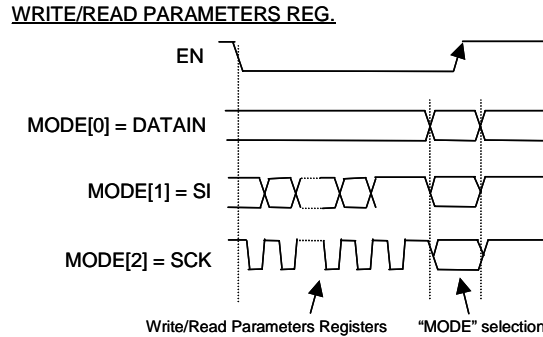 WRITE/READ PARAMETERS REG.
EN
MODE[0] = DATAIN
MODE[1] = SI
MODE[2] = SCK
Write/Read Parameters Registers “MODE” selection